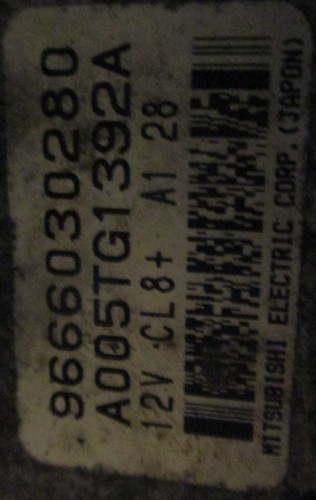 9666030280
A005TG1392A
12V CL8+ A1 28
MITSUBISHI ELECTRIC CORP.(JAPON)